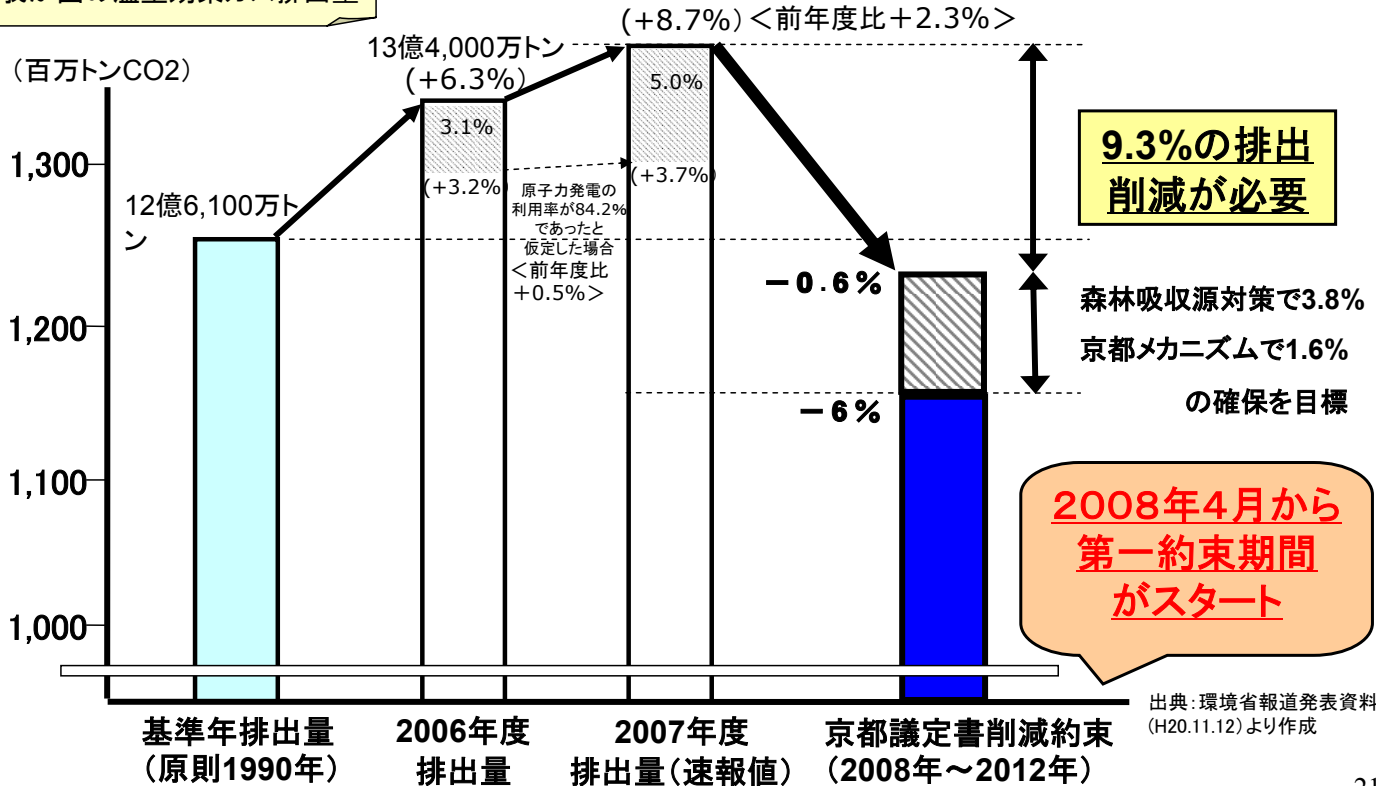 (+8.7%) <前年度比+2.3%>
13億4,000万トン
(+6.3%)
(百万トンCO2)
3.1%
5.0%
(+3.2%)
(+3.7%)
原子力発電の
利用率が84.2%
であったと
仮定した場合
<前年度比
+0.5%>
12億6,100万ト
ン
1,300
1,200
1,100
1,000
9.3%の排出
削減が必要
-0.6%
-6%
森林吸収源対策で3.8%
京都メカニズムで1.6%
の確保を目標
2008年4月から
第一約束期間
がスタート
出典:環境省報道発表資料
(H20.11.12)より作成
基準年排出量
(原則1990年)
2006年度
排出量
2007年度
排出量(速報値)
京都議定書削減約束
(2008年~2012年)